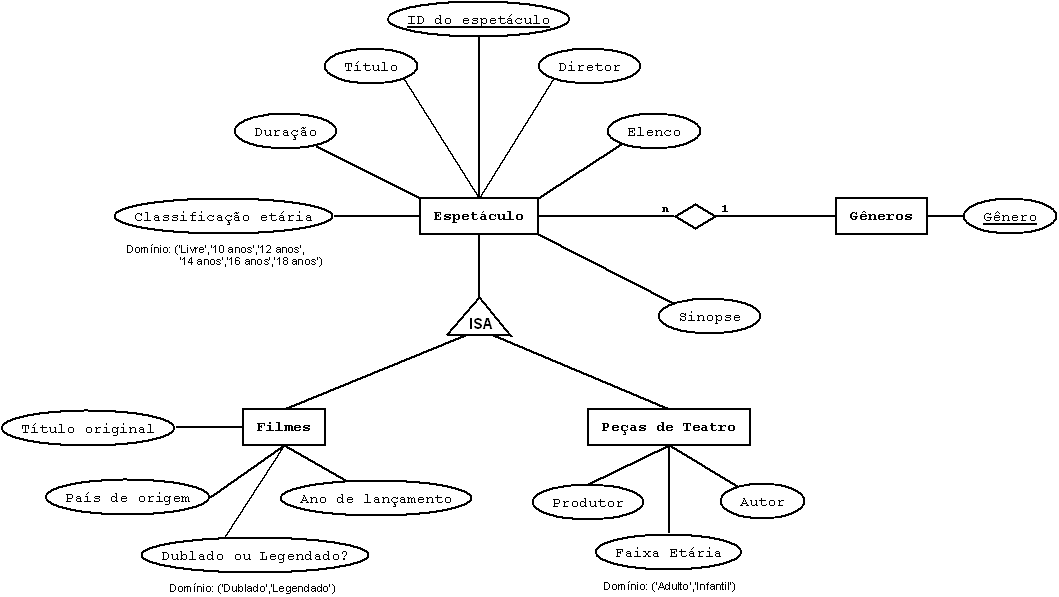 ID do espetáculo
Título
Diretor
Duração
Elenco
Classificação etária
Espetáculo
n
1
Gêneros
Gênero
Domínio: ('Livre','10 anos','12 anos',
'14 anos','16 anos','18 anos')
Sinopse
ISA
Título original
Filmes
Peças de Teatro
País de origem
Ano de lançamento
Produtor
Autor
Dublado ou Legendado?
Faixa Etária
Domínio: ('Dublado','Legendado')
Domínio: ('Adulto','Infantil')